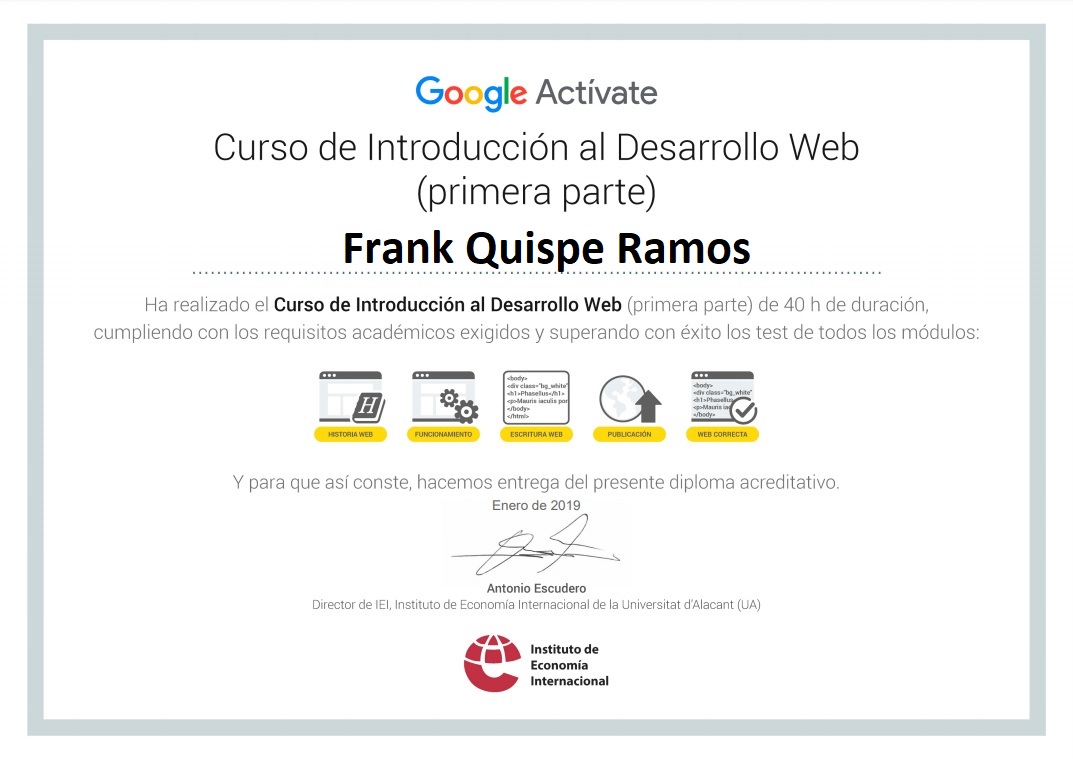 Google Actívate
Curso de Introducción al Desarrollo Web
(primera parte)
Frank Quispe Ramos
Ha realizado el Curso de Introducción al Desarrollo Web (primera parte) de 40 h de duración,
cumpliendo con los requisitos académicos exigidos y superando con éxito los test de todos los módulos:
H
<body>
<div class="bg_white"
<h1>Phasellus</h1>
<p>Mauris iaculis por
</body>
</html>
<body>
<div class="bg_white"
<h1>Phasellus
<p>Mauris ia
</body>
HISTORIA WEB
FUNCIONAMIENTO
ESCRITURA WEB
PUBLICACIÓN
WEB CORRECTA
Y para que así conste, hacemos entrega del presente diploma acreditativo.
Enero de 2019
Antonio Escudero
Director de IEI, Instituto de Economía Internacional de la Universitat d'Alacant (UA)
Instituto de
Economía
Internacional